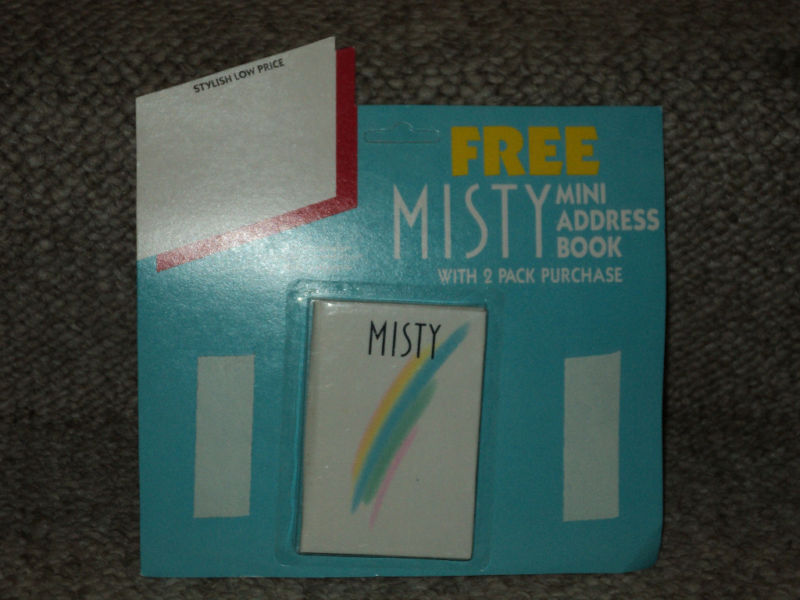 STYLISH LOW PRICE
FREE
MISTY MINI
ADDRESS
BOOK
WITH 2 PACK PURCHASE
MISTY